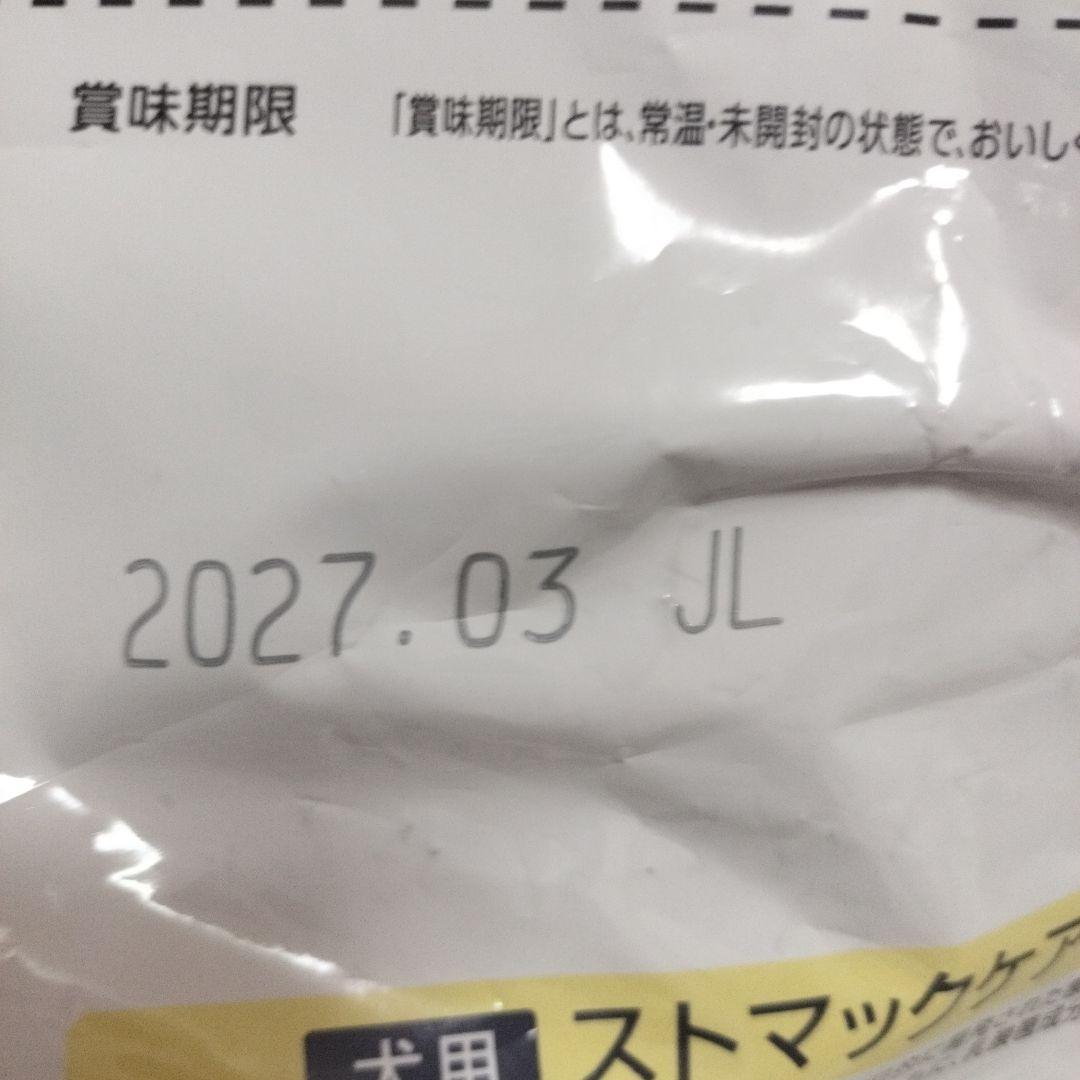 賞味期限 「賞味期限」とは、常温・未開封の状態で、おいしく
2027.03 JL
犬用 ストマックケア